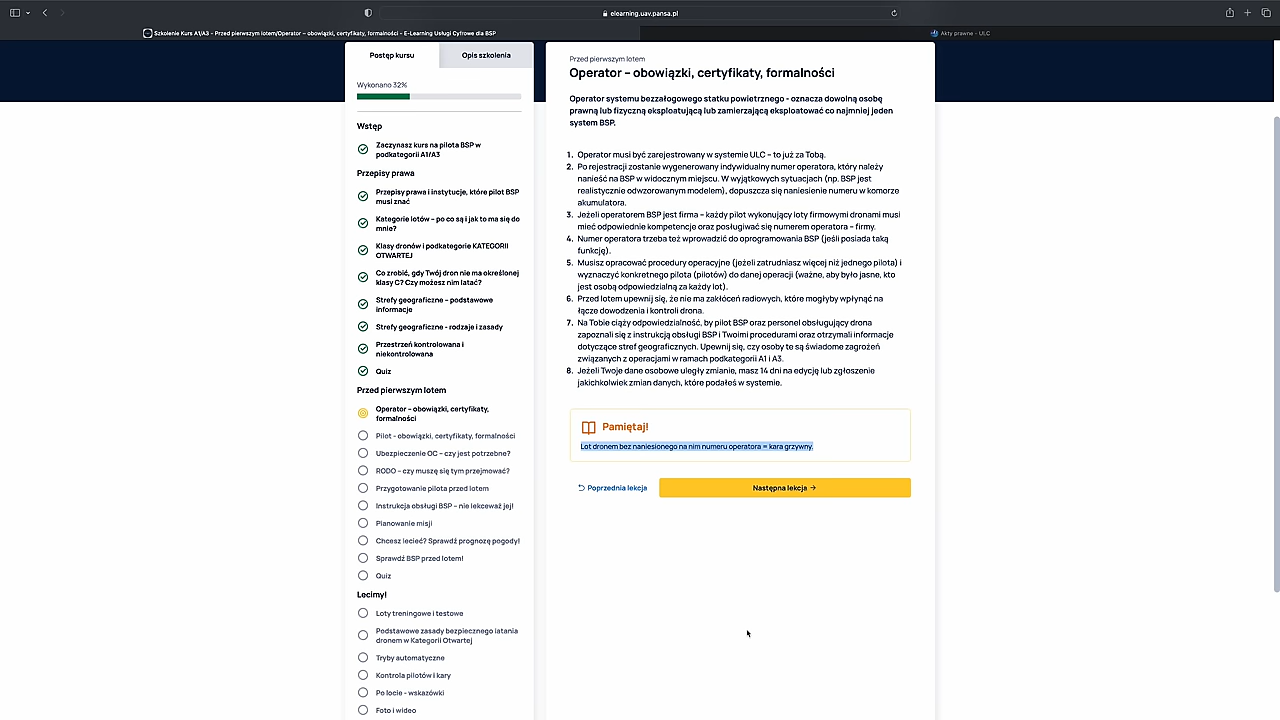 elearning.uav.pansa.pl
Szkolenie Kurs A1/A3 - Przed pierwszym lotem/Operator – obowiązki, certyfikaty, formalności - E-Learning Usługi Cyfrowe dla BSP
Akty prawne – ULC
Postęp kursu
Opis szkolenia
Wykonano 32%
Wstęp
Zaczynasz kurs na pilota BSP w
podkategorii A1/A3
Przepisy prawa
Przepisy prawa i instytucje, które pilot BSP
musi znać
Kategorie lotów – po co są i jak to ma się do
mnie?
Klasy dronów i podkategorie KATEGORII
OTWARTEJ
Co zrobić, gdy Twój dron nie ma określonej
klasy C? Czy możesz nim latać?
Strefy geograficzne – podstawowe
informacje
Strefy geograficzne - rodzaje i zasady
Przestrzeń kontrolowana i
niekontrolowana
Quiz
Przed pierwszym lotem
Operator – obowiązki, certyfikaty,
formalności
Pilot - obowiązki, certyfikaty, formalności
Ubezpieczenie OC – czy jest potrzebne?
RODO – czy muszę się tym przejmować?
Przygotowanie pilota przed lotem
Instrukcja obsługi BSP – nie lekceważ jej!
Planowanie misji
Chcesz lecieć? Sprawdź prognozę pogody!
Sprawdź BSP przed lotem!
Quiz
Lecimy!
Loty treningowe i testowe
Podstawowe zasady bezpiecznego latania
dronem w Kategorii Otwartej
Tryby automatyczne
Kontrola pilotów i kary
Po locie - wskazówki
Foto i wideo
Przed pierwszym lotem
Operator – obowiązki, certyfikaty, formalności
Operator systemu bezzałogowego statku powietrznego - oznacza dowolną osobę
prawną lub fizyczną eksploatującą lub zamierzającą eksploatować co najmniej jeden
system BSP.
1. Operator musi być zarejestrowany w systemie ULC – to już za Tobą.
2. Po rejestracji zostanie wygenerowany indywidualny numer operatora, który należy
nanieść na BSP w widocznym miejscu. W wyjątkowych sytuacjach (np. BSP jest
realistycznie odwzorowanym modelem), dopuszcza się naniesienie numeru w komorze
akumulatora.
3. Jeżeli operatorem BSP jest firma – każdy pilot wykonujący loty firmowymi dronami musi
mieć odpowiednie kompetencje oraz posługiwać się numerem operatora – firmy.
4. Numer operatora trzeba też wprowadzić do oprogramowania BSP (jeśli posiada taką
funkcję).
5. Musisz opracować procedury operacyjne (jeżeli zatrudniasz więcej niż jednego pilota) i
wyznaczyć konkretnego pilota (pilotów) do danej operacji (ważne, aby było jasne, kto
jest osobą odpowiedzialną za każdy lot).
6. Przed lotem upewnij się, że nie ma zakłóceń radiowych, które mogłyby wpłynąć na
łącze dowodzenia i kontroli drona.
7. Na Tobie ciąży odpowiedzialność, by pilot BSP oraz personel obsługujący drona
zapoznali się z instrukcją obsługi BSP i Twoimi procedurami oraz otrzymali informacje
dotyczące stref geograficznych. Upewnij się, czy osoby te są świadome zagrożeń
związanych z operacjami w ramach podkategorii A1 i A3.
8. Jeżeli Twoje dane osobowe uległy zmianie, masz 14 dni na edycję lub zgłoszenie
jakichkolwiek zmian danych, które podałeś w systemie.
Pamiętaj!
Lot dronem bez naniesionego na nim numeru operatora = kara grzywny.
Poprzednia lekcja
Następna lekcja →